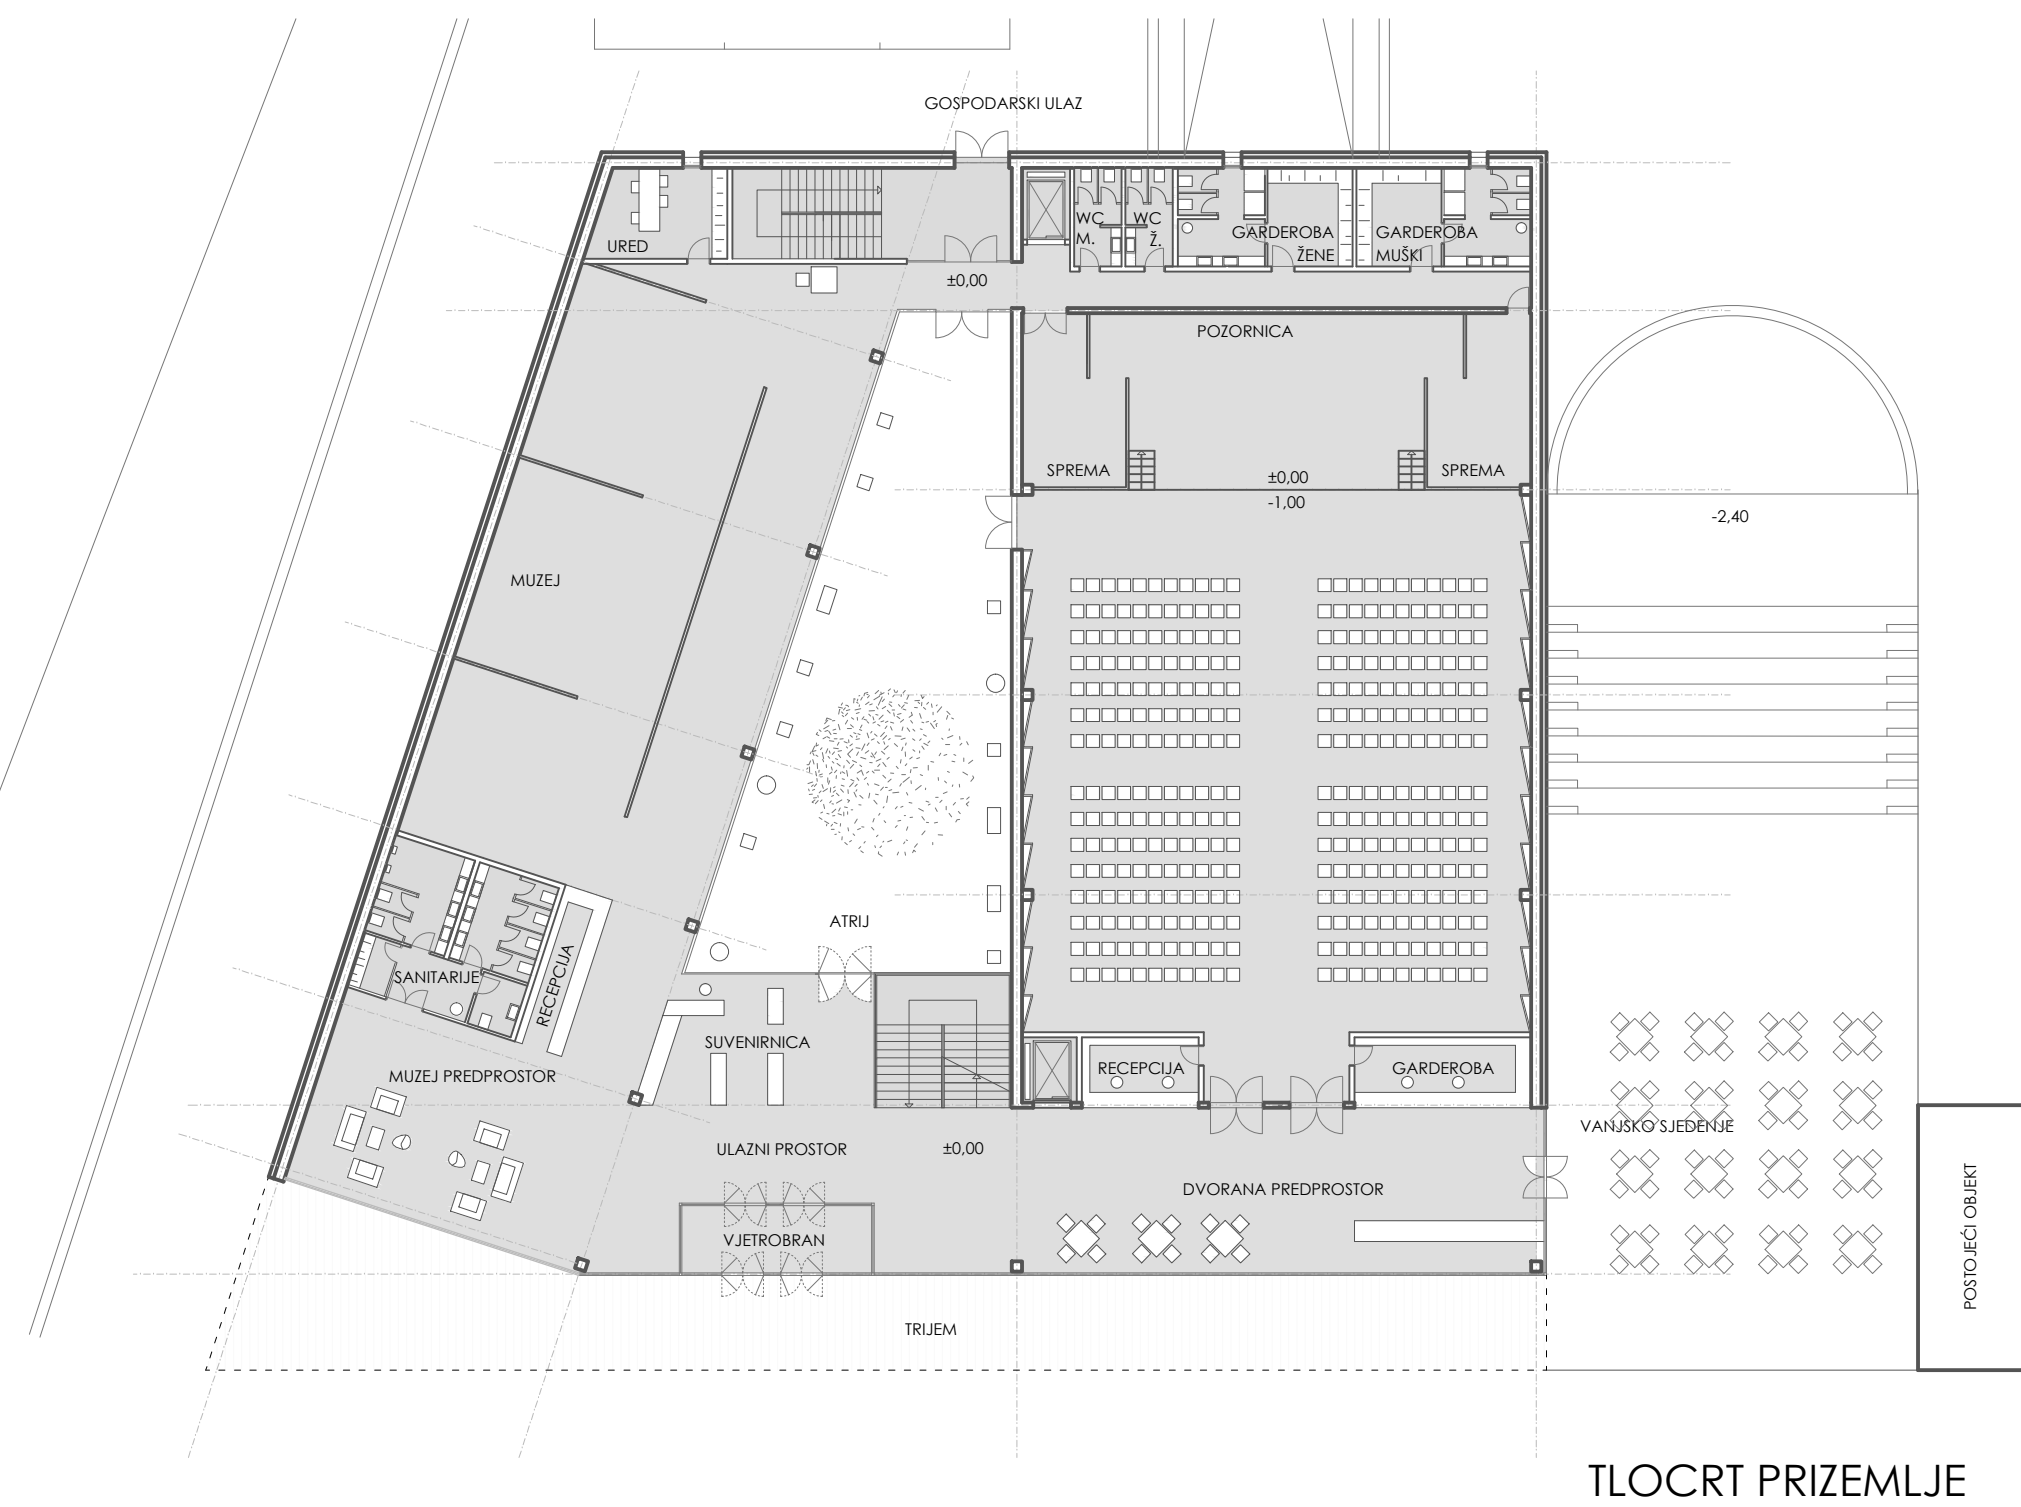 GOSPODARSKI ULAZ
URED
WC
M.
WC
Ž.
GARDEROBA
ŽENE
GARDEROBA
MUŠKI
±0,00
POZORNICA
SPREMA
SPREMA
±0,00
-1,00
-2,40
MUZEJ
ATRIJ
SANITARIJE
RECEPCIJA
SUVENIRNICA
MUZEJ PREDPROSTOR
RECEPCIJA
GARDEROBA
VANJSKO SJEDENJE
ULAZNI PROSTOR
±0,00
DVORANA PREDPROSTOR
VJETROBRAN
POSTOJEĆI OBJEKT
TRIJEM
TLOCRT PRIZEMLJE